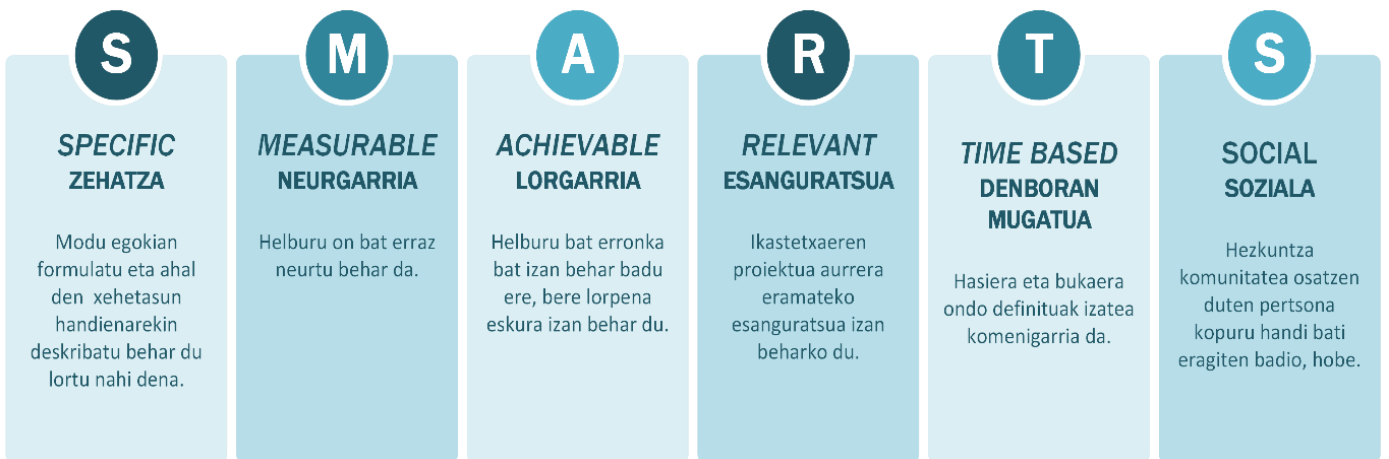 S
SPECIFIC
ZEHATZA
Modu egokian
formulatu eta ahal
den xehetasun
handienarekin
deskribatu behar du
lortu nahi dena.
M
MEASURABLE
NEURGARRIA
Helburu on bat erraz
neurtu behar da.
A
ACHIEVABLE
LORGARRIA
Helburu bat erronka
bat izan behar badu
ere, bere lorpena
eskura izan behar du.
R
RELEVANT
ESANGURATSUA
Ikastetxaeren
proiektua aurrera
eramateko
esanguratsua izan
beharko du.
T
TIME BASED
DENBORAN
MUGATUA
Hasiera eta bukaera
ondo definituak izatea
komenigarria da.
S
SOCIAL
SOZIALA
Hezkuntza
komunitatea osatzen
duten pertsona
kopuru handi bati
eragiten badio, hobe.